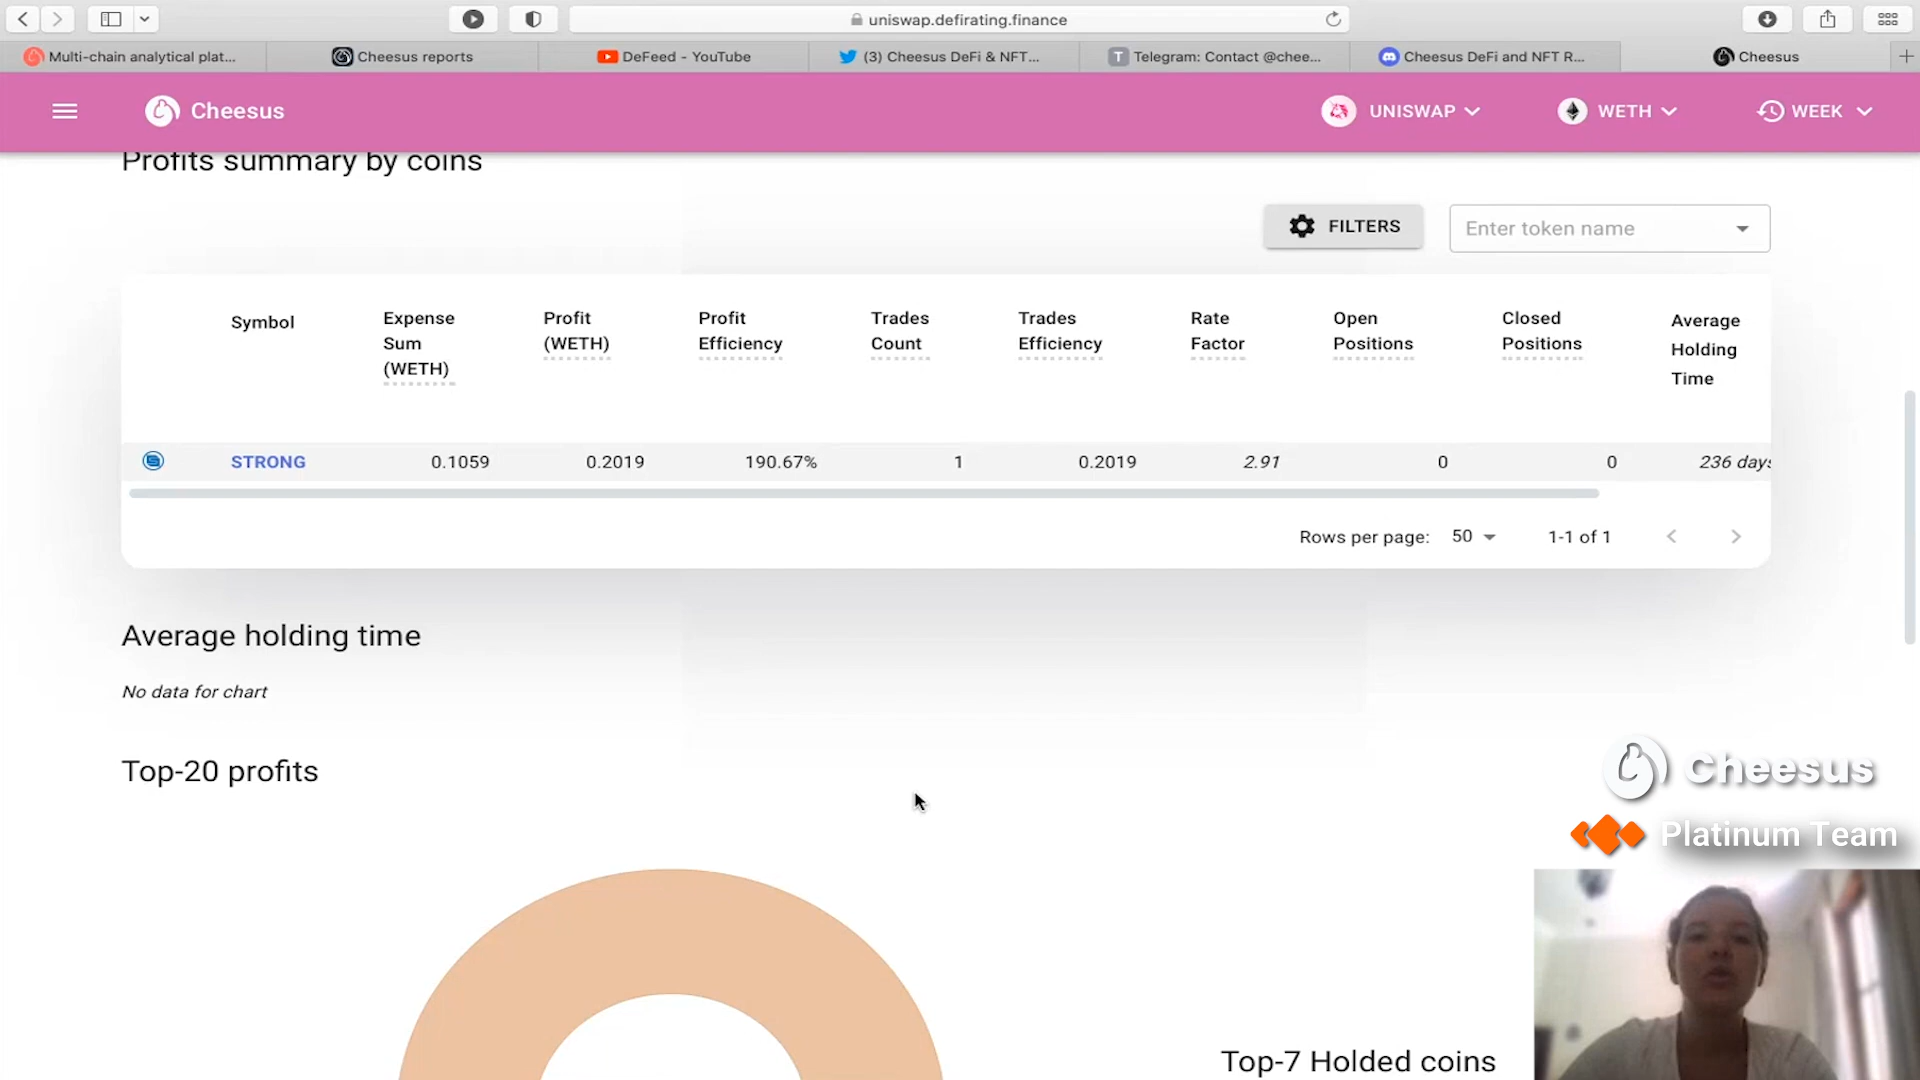 uniswap.defirating.finance
Multi-chain analytical plat...
Cheesus reports
DeFeed - YouTube
(3) Cheesus DeFi & NFT...
T
Telegram: Contact @chee...
Cheesus DeFi and NFT R...
Cheesus
Cheesus
UNISWAP
WETH
WEEK
Profits summary by coins
FILTERS
Enter token name
Symbol
Expense Sum (WETH)
Profit (WETH)
Profit Efficiency
Trades Count
Trades Efficiency
Rate Factor
Open Positions
Closed Positions
Average Holding Time
STRONG 0.1059 0.2019 190.67% 1 0.2019 2.91 0 0 236 days
Rows per page: 50 1-1 of 1
Average holding time
No data for chart
Top-20 profits
Cheesus
Platinum Team
Top-7 Holded coins